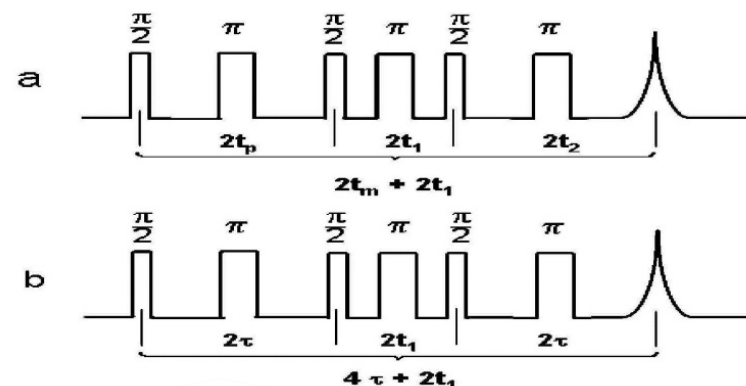 π/2 π π/2 π π/2 π
a
2tₚ 2t₁ 2t₂
2tₘ + 2t₁
π/2 π π/2 π π/2 π
b
2τ 2t₁ 2τ
4 τ + 2t₁